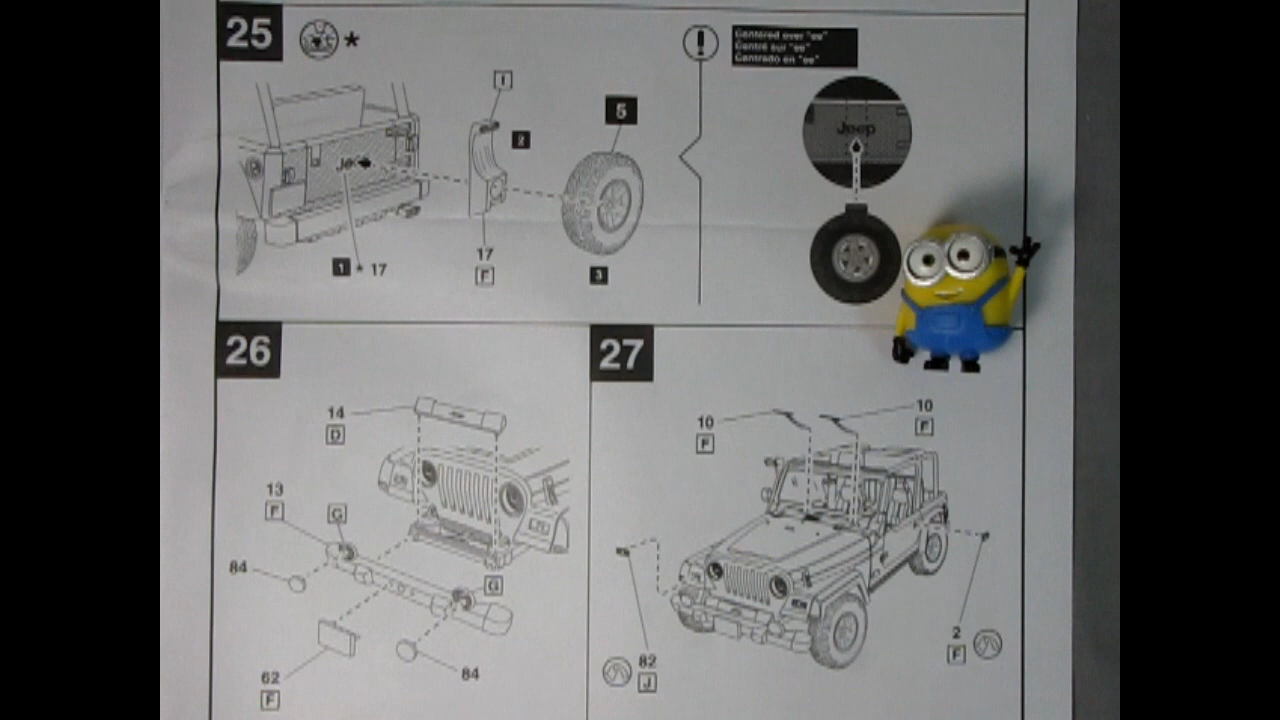 25
*
Centered over "ee"
Centré sur "ee"
Centrado en "ee"
I
2
5
Jeep
Je
17
F
1 * 17
3
26
27
14
D
10
F
10
F
13
F
G
84
G
62
F
84
82
J
2
F